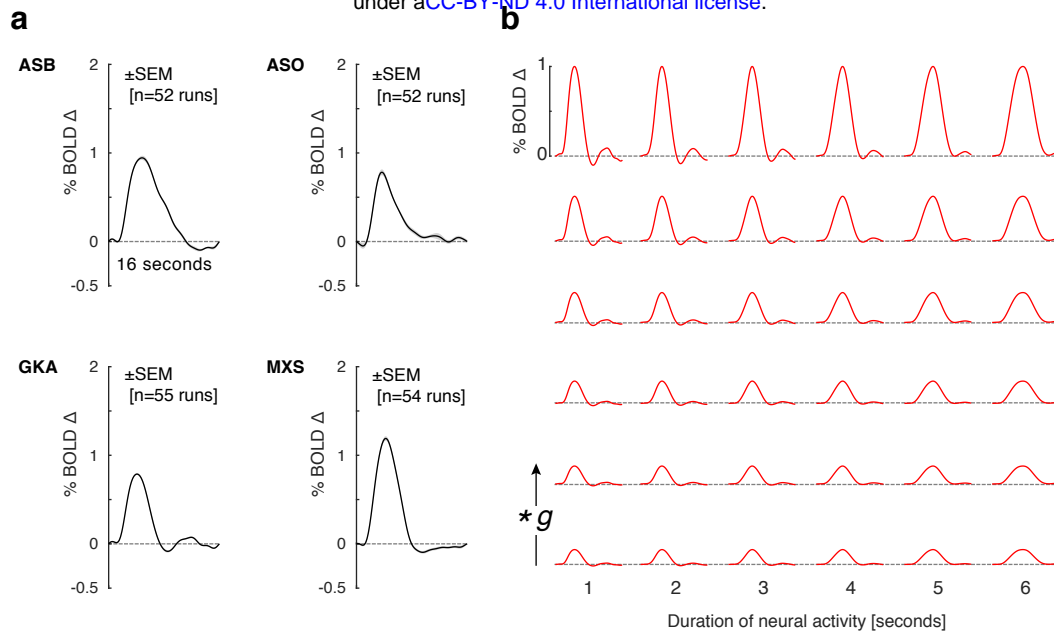 under aCC-BY-ND 4.0 International license.
a
ASB
2
1
0
-0.5
% BOLD Δ
±SEM
[n=52 runs]
16 seconds
ASO
2
1
0
-0.5
% BOLD Δ
±SEM
[n=52 runs]
GKA
2
1
0
-0.5
% BOLD Δ
±SEM
[n=55 runs]
MXS
2
1
0
-0.5
% BOLD Δ
±SEM
[n=54 runs]
b
1
0
% BOLD Δ
* g
1 2 3 4 5 6
Duration of neural activity [seconds]